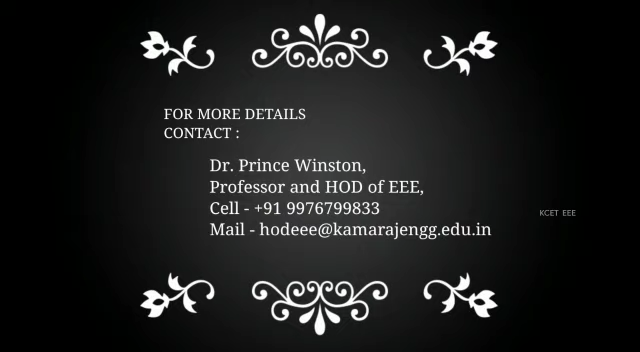 FOR MORE DETAILS
CONTACT :
Dr. Prince Winston,
Professor and HOD of EEE,
Cell - +91 9976799833
Mail - hodeee@kamarajengg.edu.in
KCET EEE